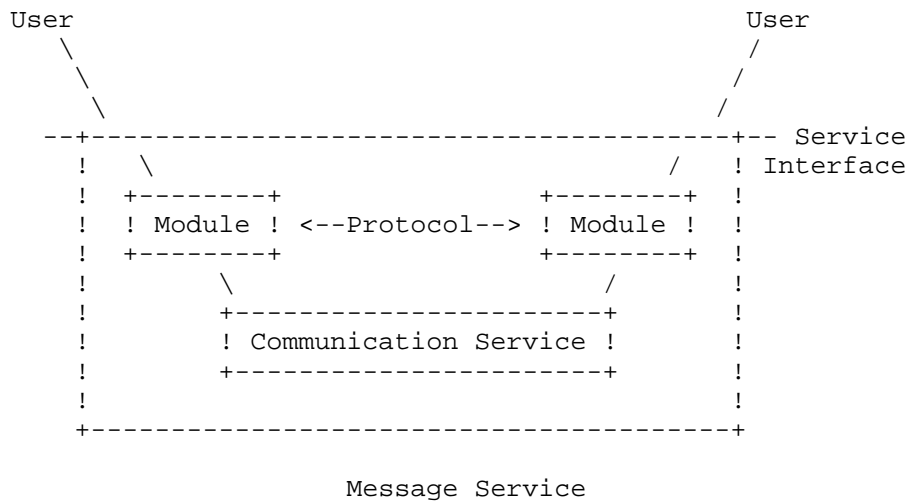 User User
--+----------------------------------------+-- Service
! \ / ! Interface
! +--------+ +--------+ !
! ! Module ! <--Protocol--> ! Module ! !
! +--------+ +--------+ !
! \ / !
! +-----------------------+ !
! ! Communication Service ! !
! +-----------------------+ !
! !
+----------------------------------------+
Message Service